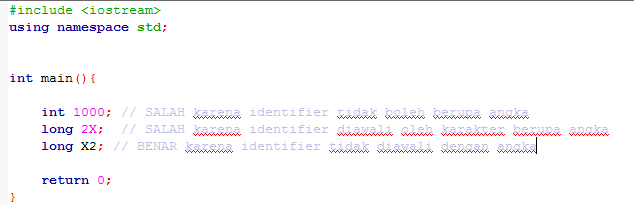 #include <iostream>
using namespace std;
int main(){
int 1000; // SALAH karena identifier tidak boleh berupa angka
long 2X;  // SALAH karena identifier diawali oleh karakter berupa angka
long X2; // BENAR karena identifier tidak diawali dengan angka
return 0;
}